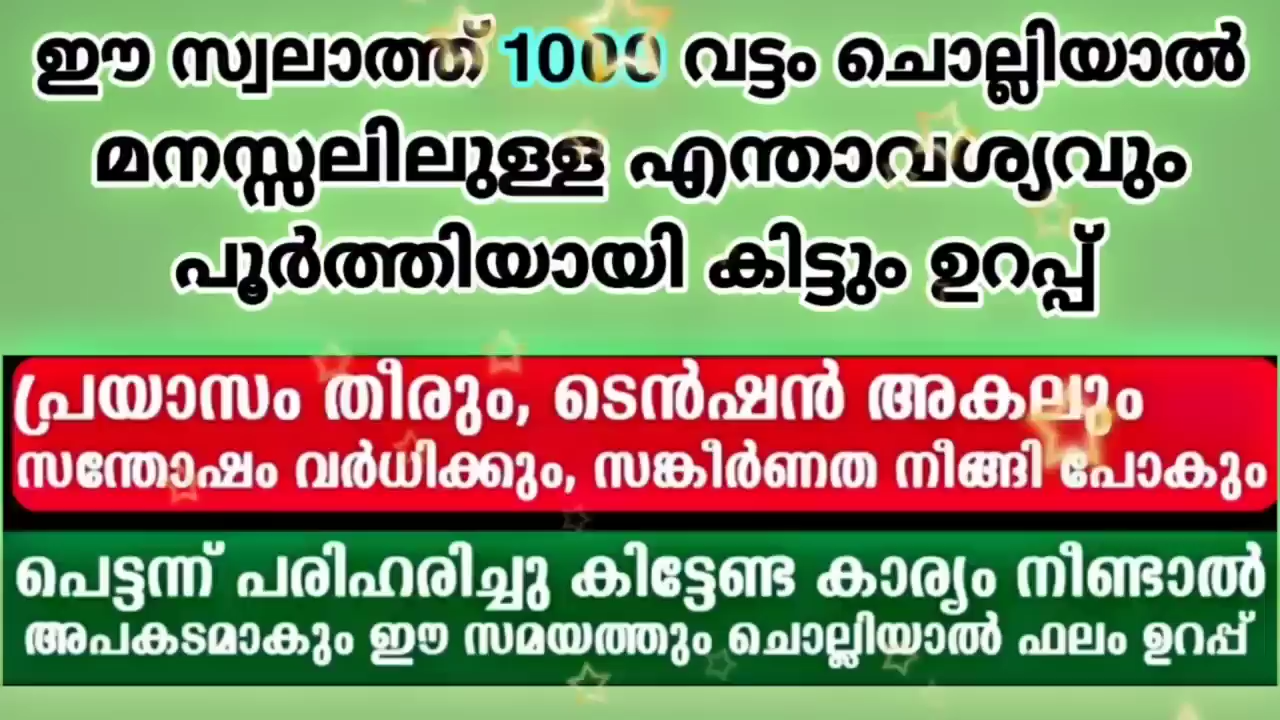 ഈ സ്വലാത്ത് 1000 വട്ടം ചൊല്ലിയാൽ
മനസ്സലിലുള്ള എന്താവശ്യവും
പൂർത്തിയായി കിട്ടും ഉറപ്പ്
പ്രയാസം തീരും, ടെൻഷൻ അകലും
സന്തോഷം വർധിക്കും, സങ്കീർണത നീങ്ങി പോകും
പെട്ടന്ന് പരിഹരിച്ചു കിട്ടേണ്ട കാര്യം നീണ്ടാൽ
അപകടമാകും ഈ സമയത്തും ചൊല്ലിയാൽ ഫലം ഉറപ്പ്